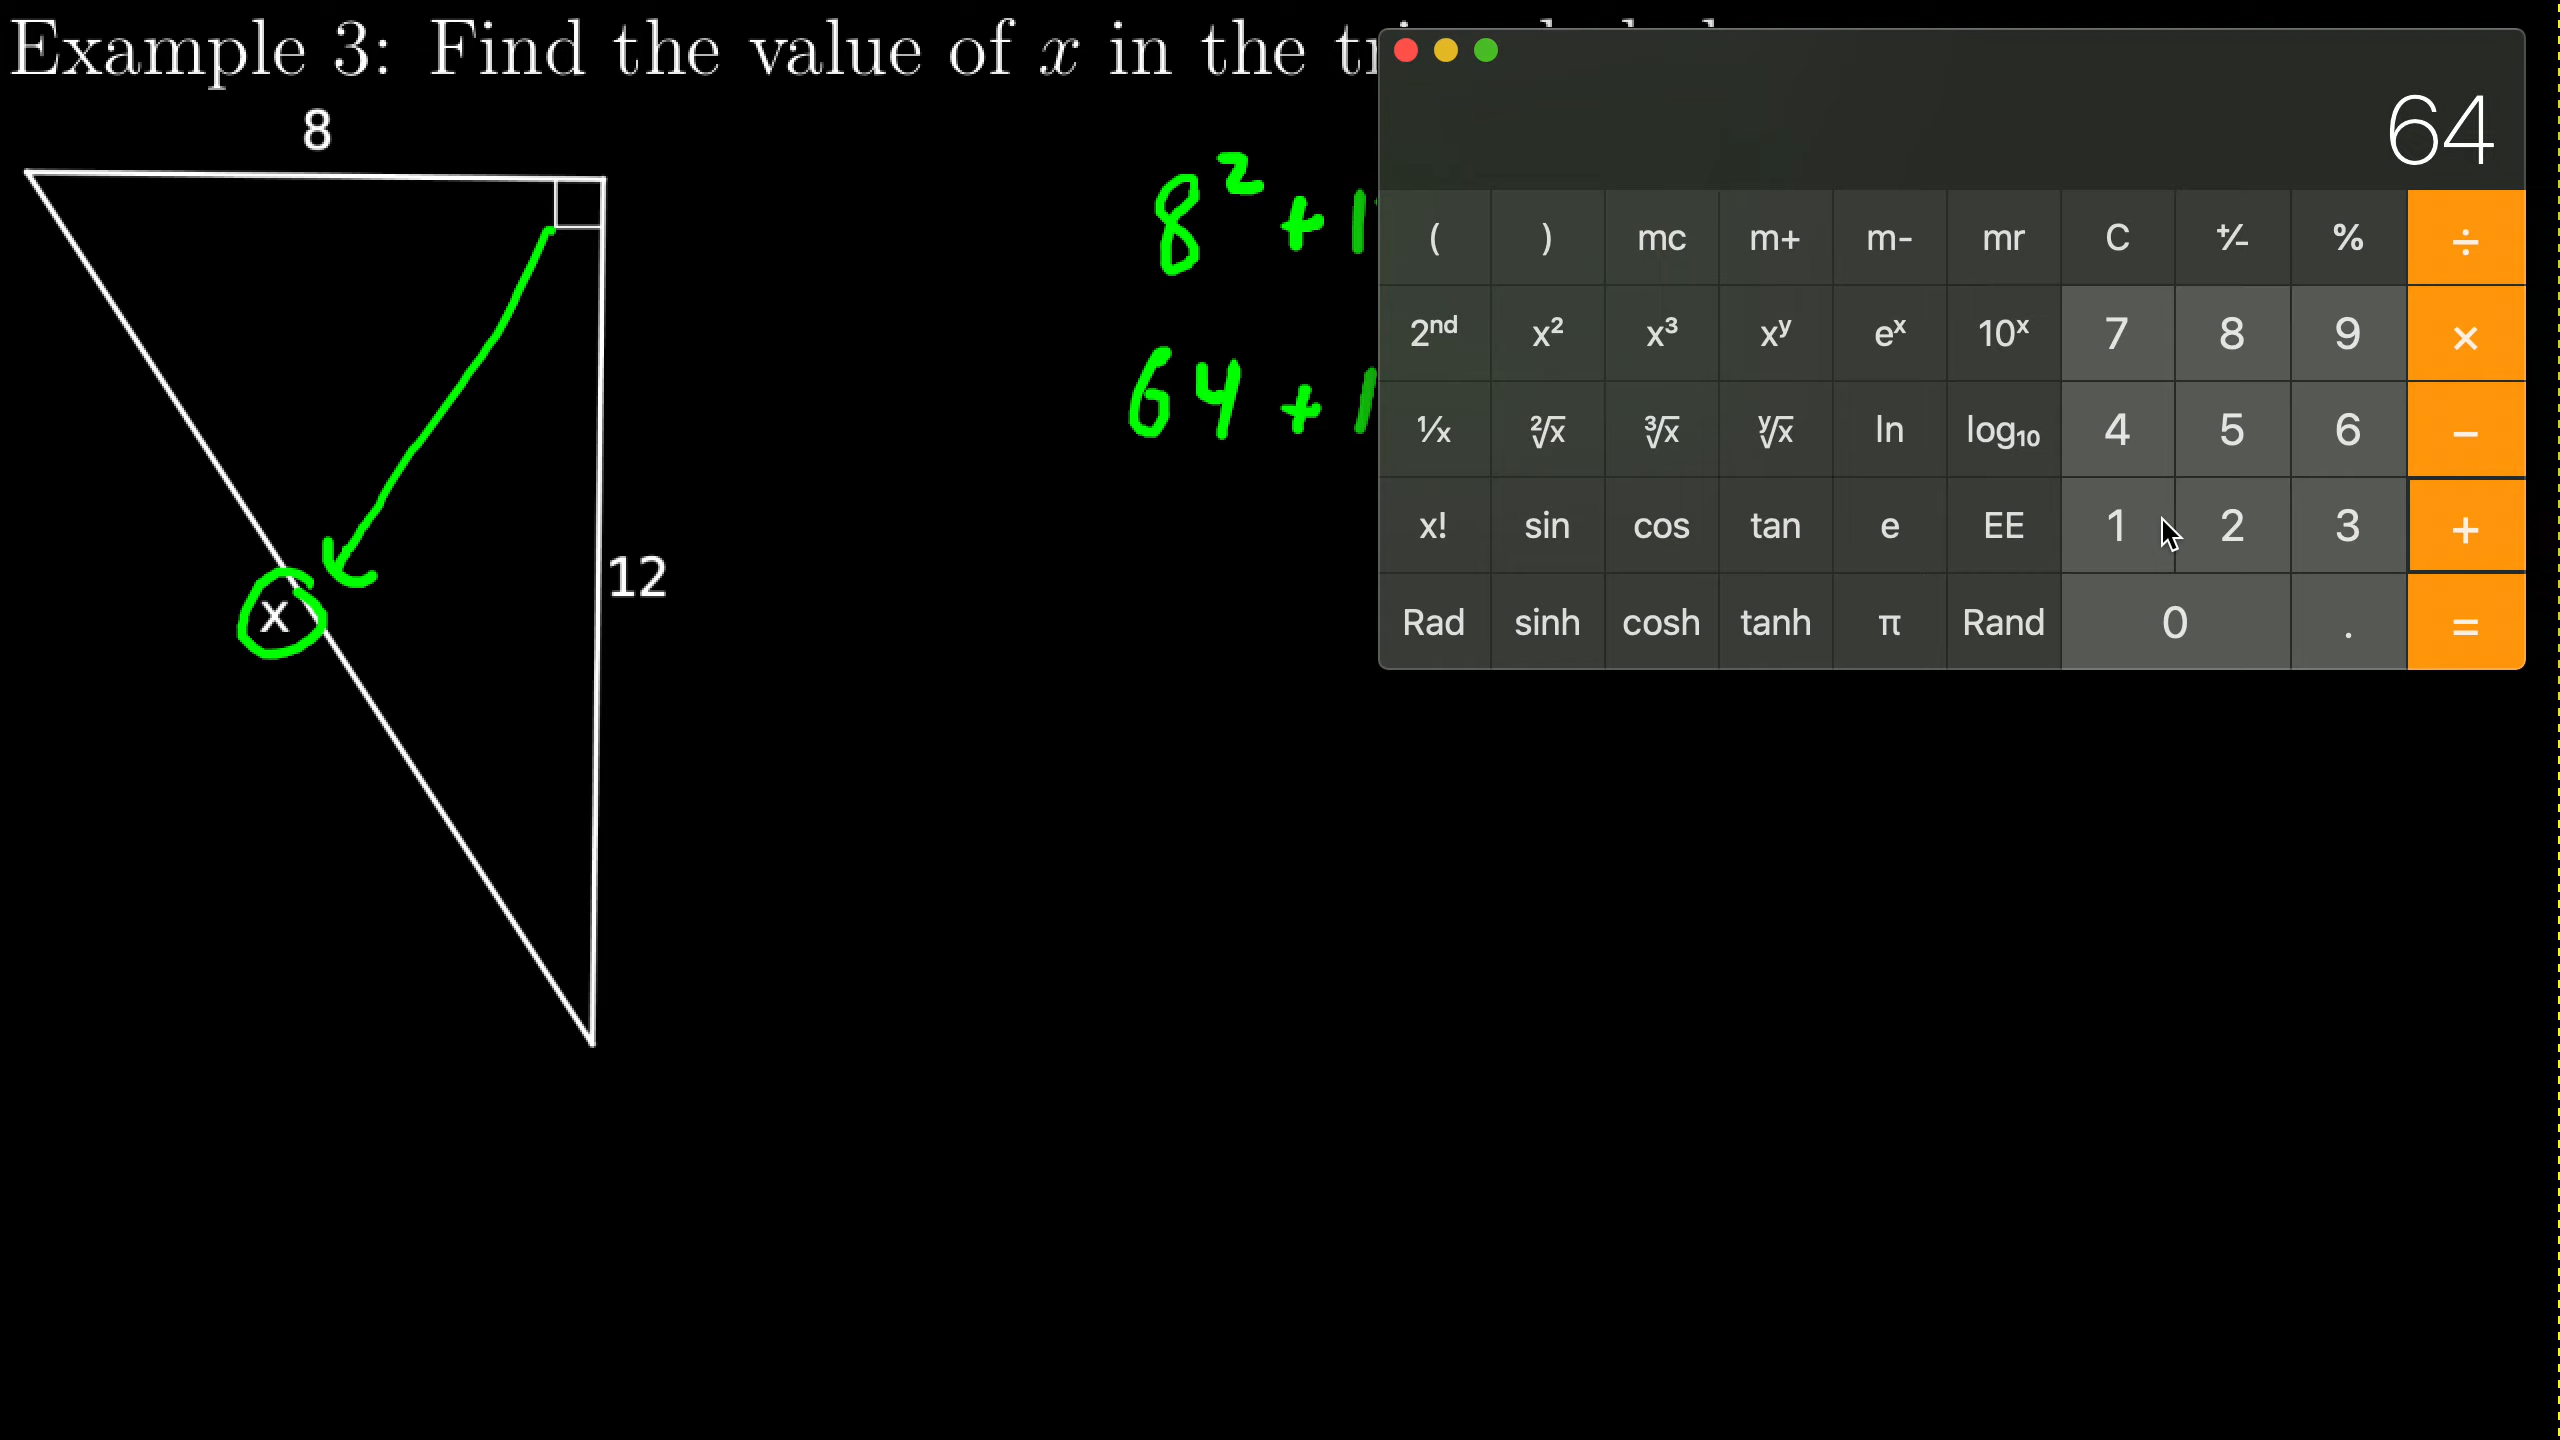 Example 3: Find the value of x in the
8
8² + 1
64 + 1
x
12
64
( ) mc m+ m- mr C +/- % ÷
2ⁿᵈ x² x³ xʸ eˣ 10ˣ 7 8 9 ×
1/x ²√x ³√x ʸ√x ln log₁₀ 4 5 6 −
x! sin cos tan e EE 1 2 3 +
Rad sinh cosh tanh π Rand 0 . =